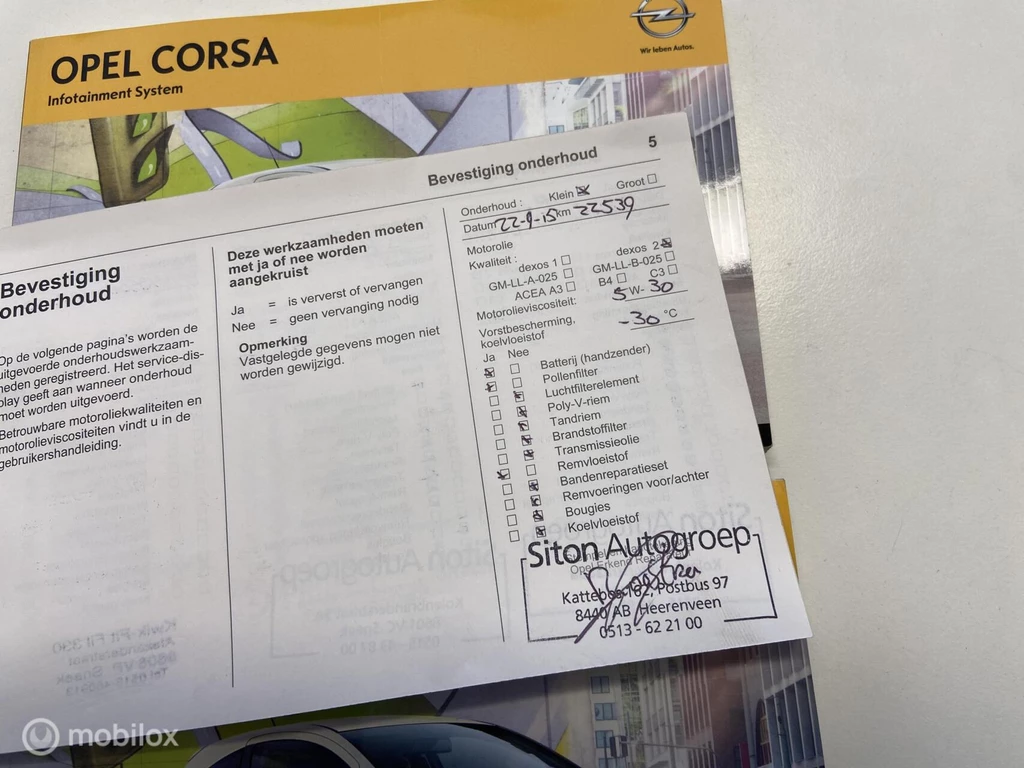 OPEL CORSA
Infotainment System
Wir leben Autos.
Bevestiging onderhoud 5
Bevestiging
onderhoud
Op de volgende pagina's worden de
uitgevoerde onderhoudswerkzaam-
heden geregistreerd. Het service-dis-
play geeft aan wanneer onderhoud
moet worden uitgevoerd.
Betrouwbare motoroliekwaliteiten en
motorolieviscositeiten vindt u in de
gebruikershandleiding.
Deze werkzaamheden moeten
met ja of nee worden
aangekruist
Ja = is ververst of vervangen
Nee = geen vervanging nodig
Opmerking
Vastgelegde gegevens mogen niet
worden gewijzigd.
Onderhoud : Klein Groot
Datum 22-9-15 km 22539
Motorolie
Kwaliteit :
dexos 1 dexos 2
GM-LL-A-025 GM-LL-B-025
ACEA A3 B4 C3
Motorolieviscositeit: 5W-30
Vorstbescherming,
koelvloeistof -30 °C
Ja Nee
Batterij (handzender)
Pollenfilter
Luchtfilterelement
Poly-V-riem
Tandriem
Brandstoffilter
Transmissieolie
Remvloeistof
Bandenreparatieset
Remvoeringen voor/achter
Bougies
Koelvloeistof
Siton Autogroep
Opel Erkend
Postbus 97
8440 AB Heerenveen
0513 - 62 21 00
mobilox